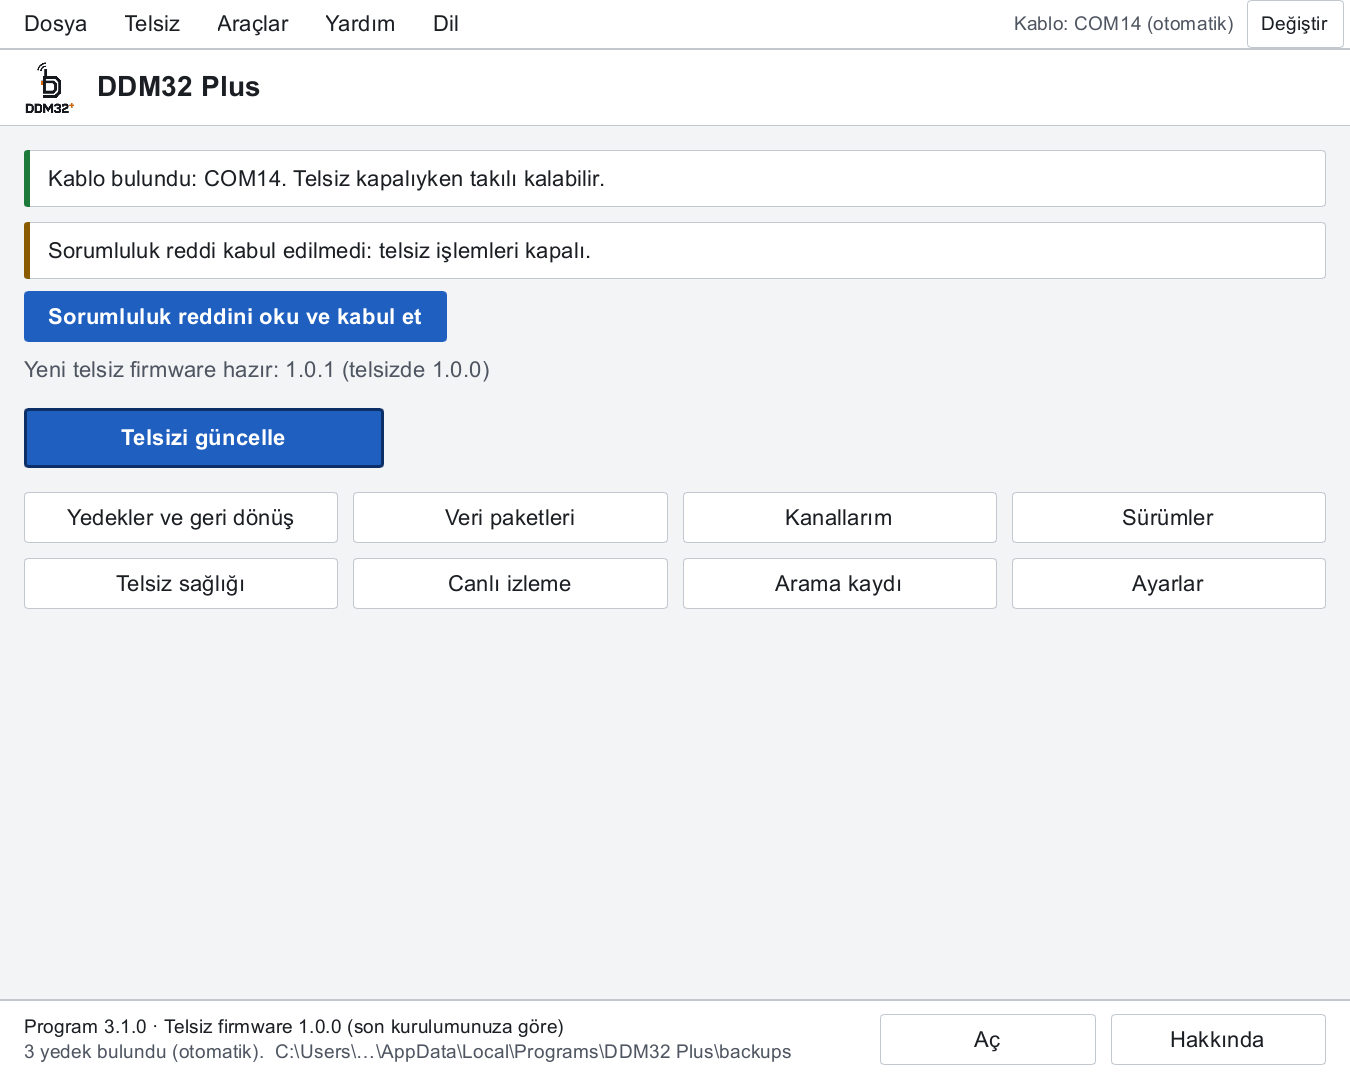 Dosya Telsiz Araçlar Yardım Dil Kablo: COM14 (otomatik) Değiştir
DDM32+ DDM32 Plus
Kablo bulundu: COM14. Telsiz kapalıyken takılı kalabilir.
Sorumluluk reddi kabul edilmedi: telsiz işlemleri kapalı.
Sorumluluk reddini oku ve kabul et
Yeni telsiz firmware hazır: 1.0.1 (telsizde 1.0.0)
Telsizi güncelle
Yedekler ve geri dönüş Veri paketleri Kanallarım Sürümler
Telsiz sağlığı Canlı izleme Arama kaydı Ayarlar
Program 3.1.0 · Telsiz firmware 1.0.0 (son kurulumunuza göre)
3 yedek bulundu (otomatik). C:\Users\…\AppData\Local\Programs\DDM32 Plus\backups
Aç Hakkında